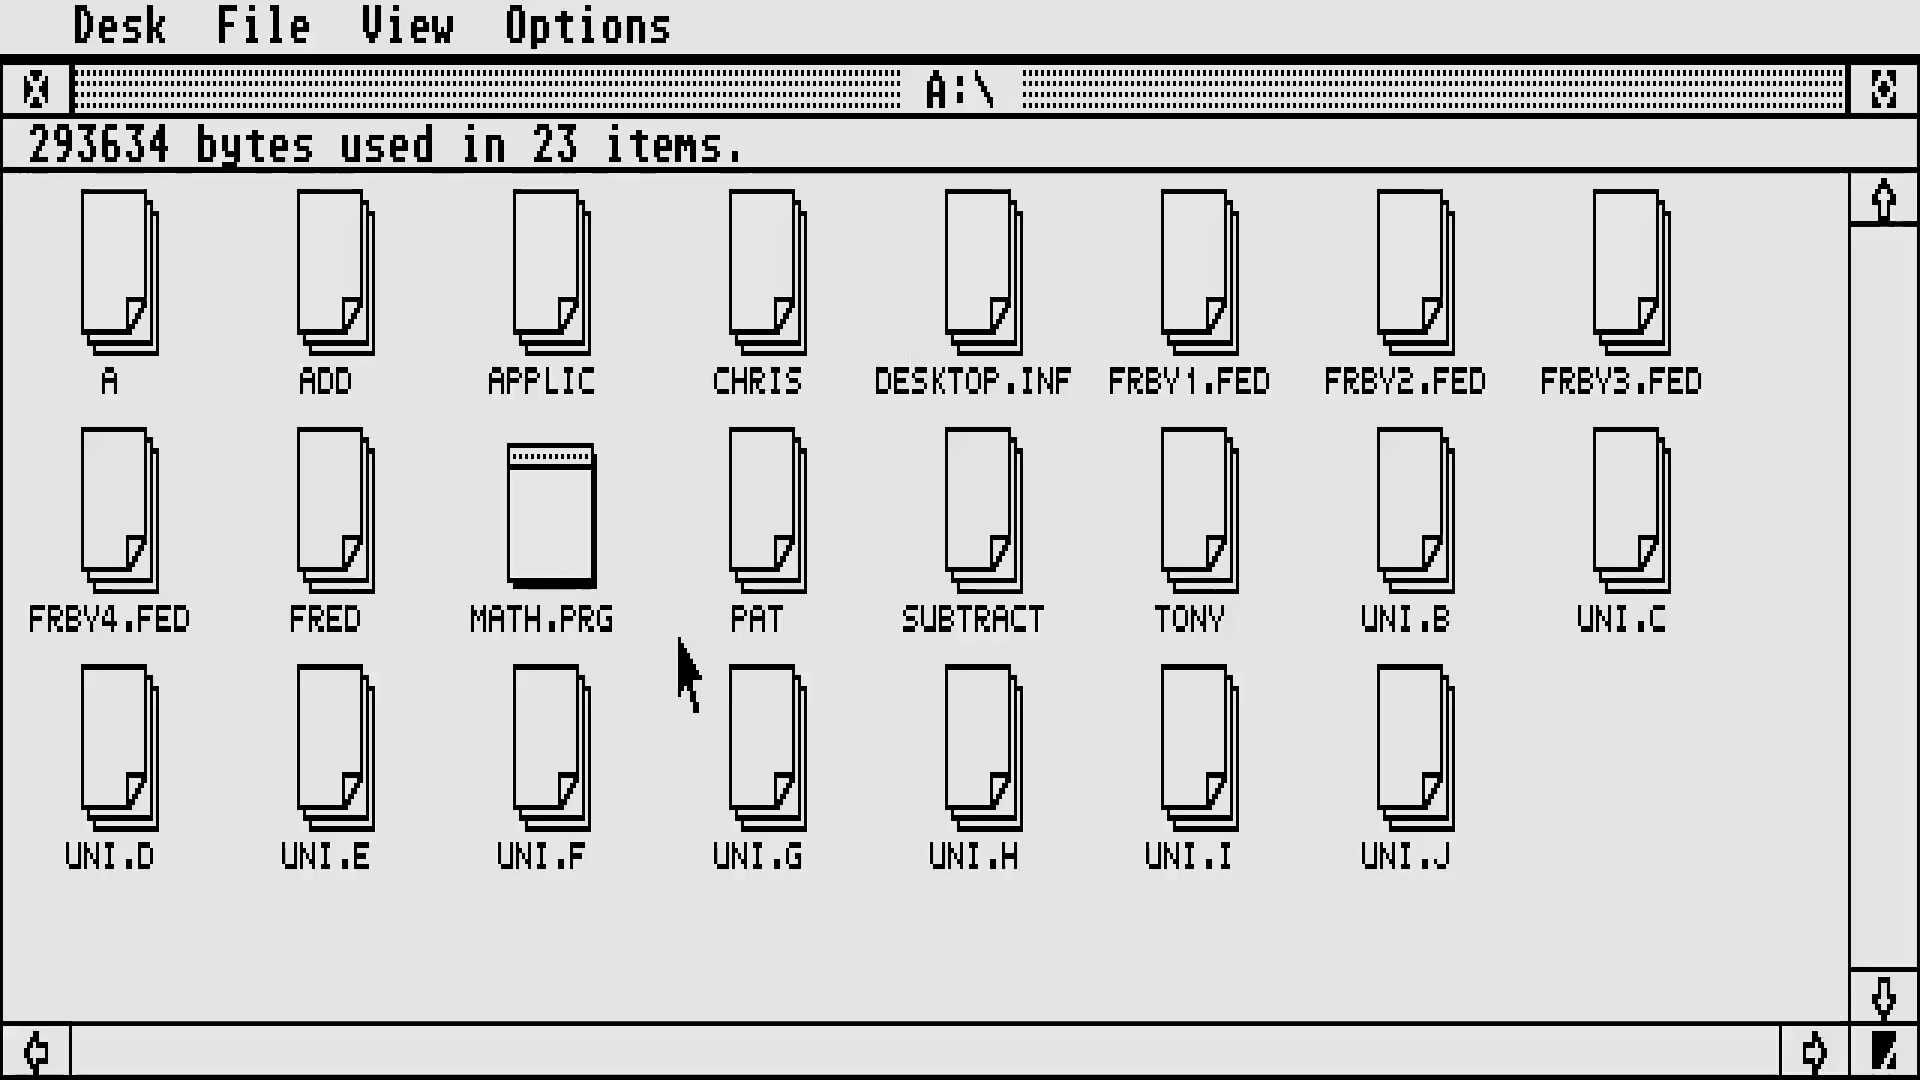 Desk File View Options
A:\
293634 bytes used in 23 items.
A ADD APPLIC CHRIS DESKTOP.INF FRBY1.FED FRBY2.FED FRBY3.FED
FRBY4.FED FRED MATH.PRG PAT SUBTRACT TONY UNI.B UNI.C
UNI.D UNI.E UNI.F UNI.G UNI.H UNI.I UNI.J